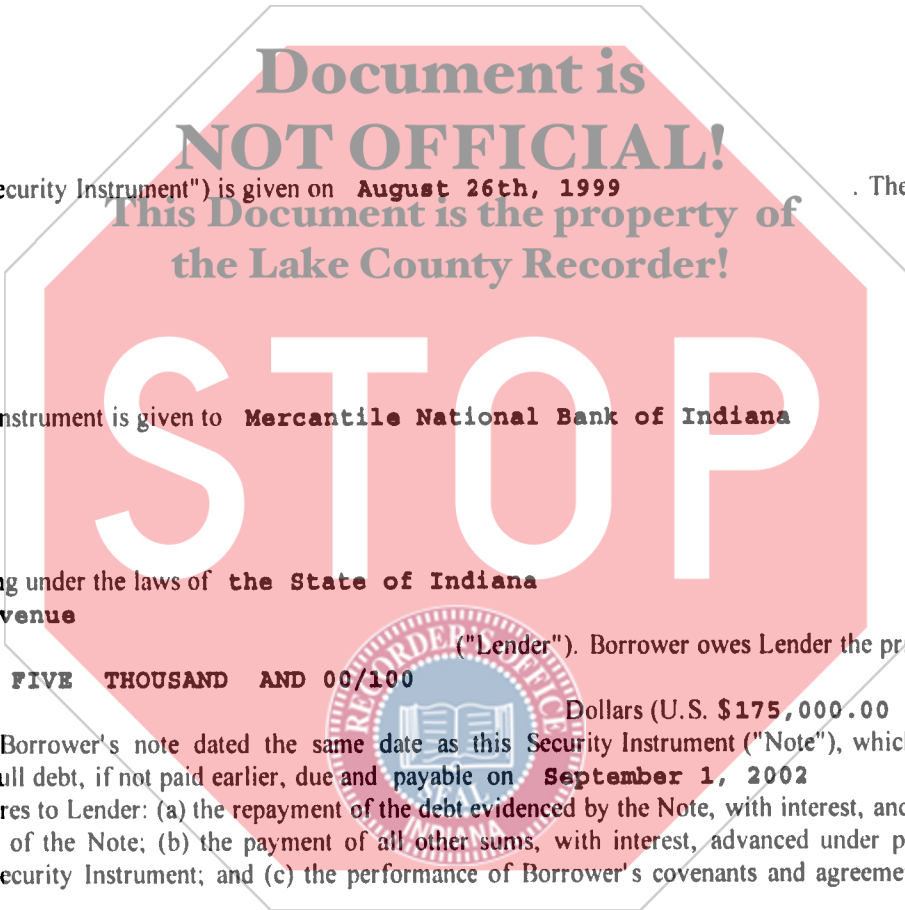 Document is
NOT OFFICIAL!
ecurity Instrument") is given on August 26th, 1999 . The
This Document is the property of
the Lake County Recorder!
STOP
nstrument is given to Mercantile National Bank of Indiana
ng under the laws of the State of Indiana
venue
("Lender"). Borrower owes Lender the pr
FIVE THOUSAND AND 00/100
Dollars (U.S. $175,000.00
Borrower's note dated the same date as this Security Instrument ("Note"), which
ull debt, if not paid earlier, due and payable on September 1, 2002
res to Lender: (a) the repayment of the debt evidenced by the Note, with interest, and
of the Note; (b) the payment of all other sums, with interest, advanced under p
ecurity Instrument; and (c) the performance of Borrower's covenants and agreeme
RECORDER'S OFFICE
SEAL
INDIANA